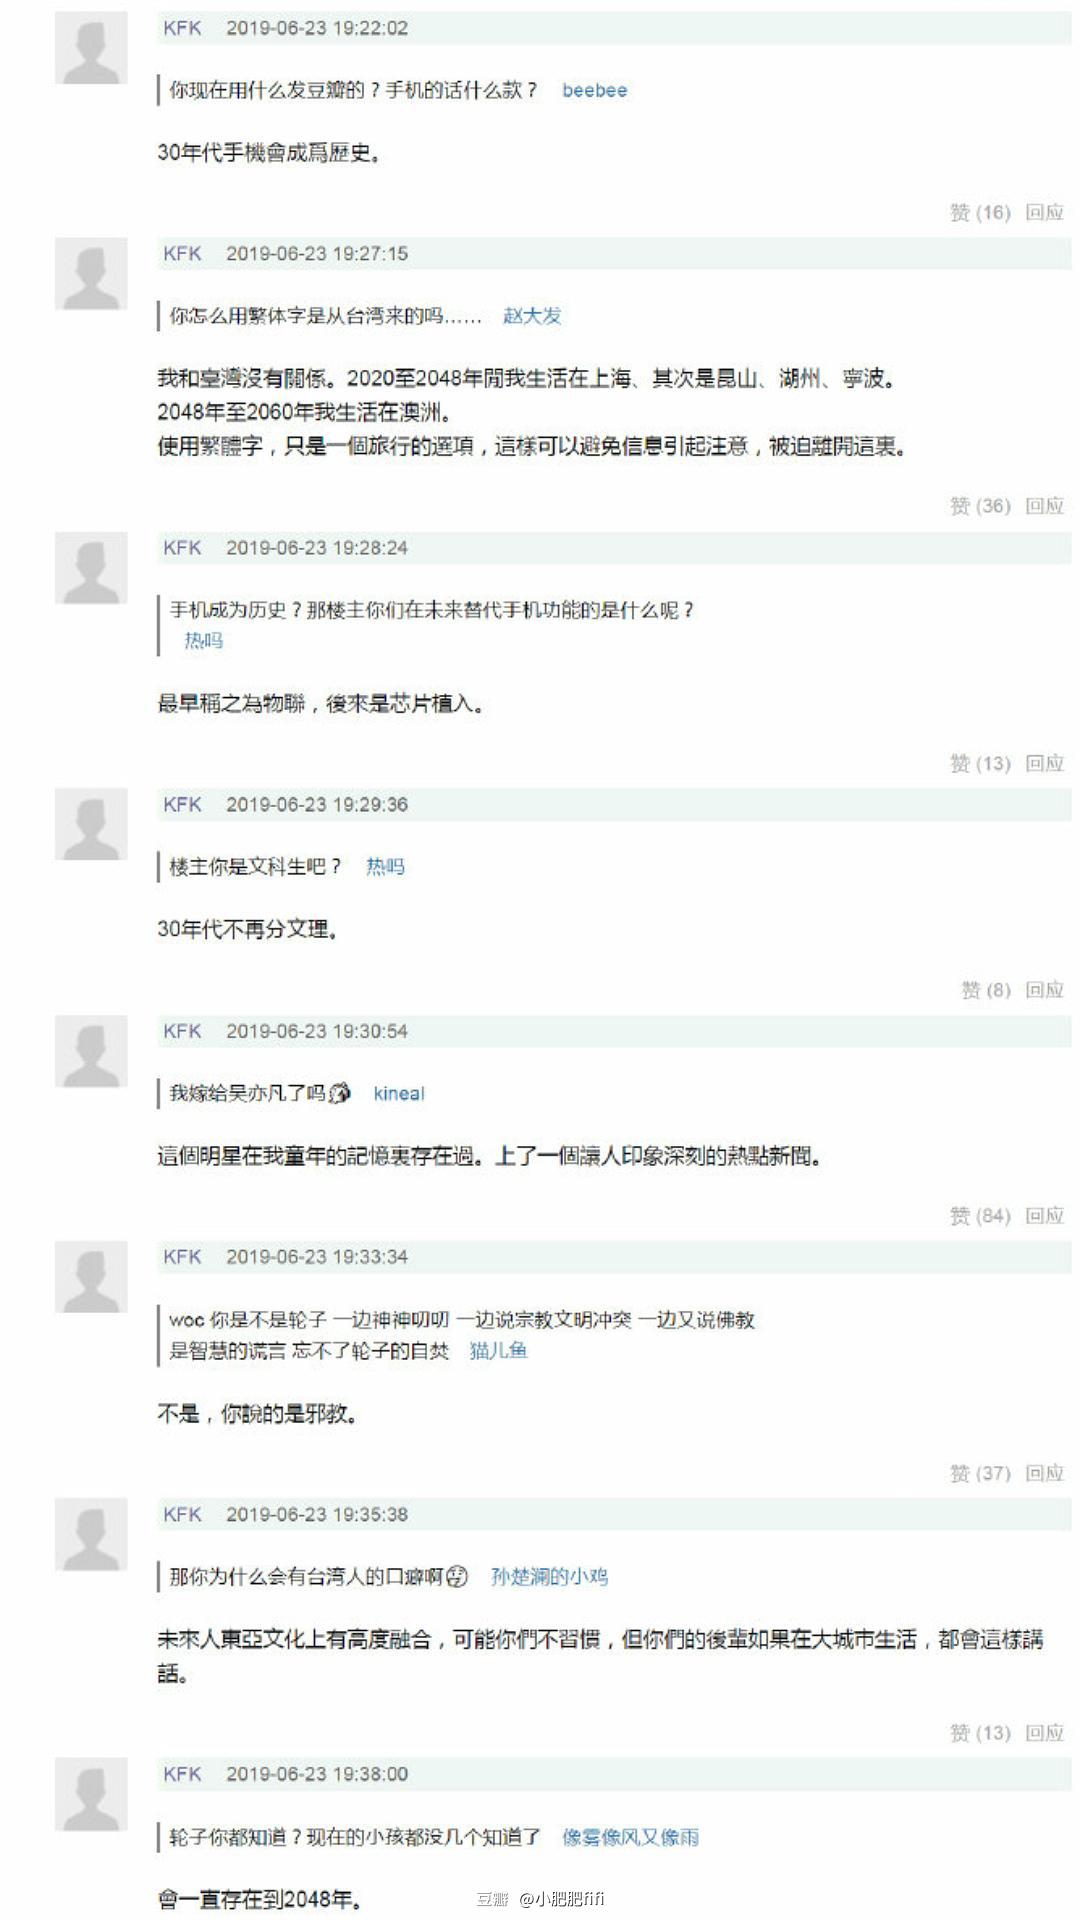 KFK 2019-06-23 19:22:02
你现在用什么发豆瓣的？手机的话什么款？ beebee
30年代手機會成爲歷史。
赞 (16) 回应
KFK 2019-06-23 19:27:15
你怎么用繁体字是从台湾来的吗…… 赵大发
我和臺灣沒有關係。2020至2048年間我生活在上海、其次是昆山、湖州、寧波。
2048年至2060年我生活在澳洲。
使用繁體字，只是一個旅行的選項，這樣可以避免信息引起注意，被迫離開這裏。
赞 (36) 回应
KFK 2019-06-23 19:28:24
手机成为历史？那楼主你们在未来替代手机功能的是什么呢？
热吗
最早稱之為物聯，後來是芯片植入。
赞 (13) 回应
KFK 2019-06-23 19:29:36
楼主你是文科生吧？ 热吗
30年代不再分文理。
赞 (8) 回应
KFK 2019-06-23 19:30:54
我嫁给吴亦凡了吗 kineal
這個明星在我童年的記憶裏存在過。上了一個讓人印象深刻的熱點新聞。
赞 (84) 回应
KFK 2019-06-23 19:33:34
woc 你是不是轮子 一边神神叨叨 一边说宗教文明冲突 一边又说佛教
是智慧的谎言 忘不了轮子的自焚 猫儿鱼
不是，你說的是邪教。
赞 (37) 回应
KFK 2019-06-23 19:35:38
那你为什么会有台湾人的口癖啊 孙楚澜的小鸡
未來人東亞文化上有高度融合，可能你們不習慣，但你們的後輩如果在大城市生活，都會這樣講
話。
赞 (13) 回应
KFK 2019-06-23 19:38:00
轮子你都知道？现在的小孩都没几个知道了 像雾像风又像雨
會一直存在到2048年。
豆瓣 @小肥肥fifi